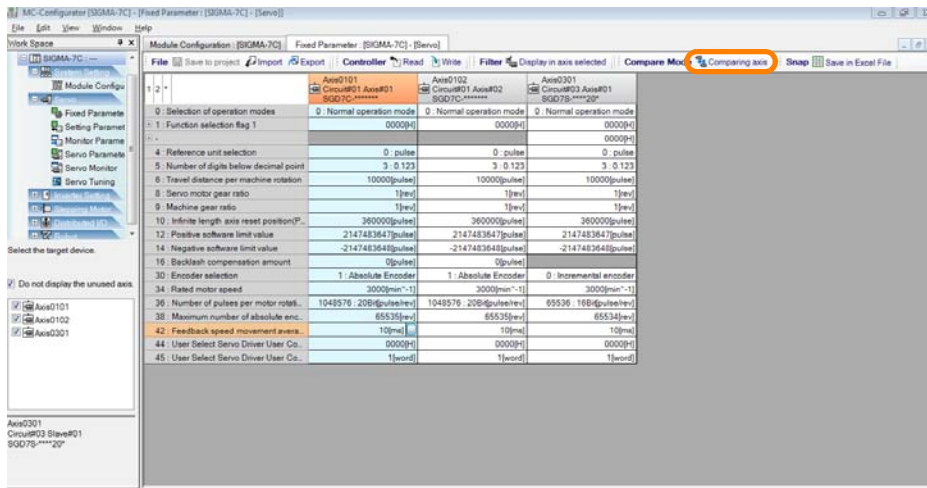 MC-Configurator [SIGMA-7C] - [Fixed Parameter : [SIGMA-7C] - [Servo]]
File Edit View Window Help
Work Space
SIGMA-7C : ---
System Setting
Module Configu
Servo
Fixed Paramete
Setting Paramet
Monitor Parame
Servo Paramete
Servo Monitor
Servo Tuning
Inverter Setting
Stepping Motor
Distributed I/O
Robot
Select the target device.
Do not display the unused axis.
Axis0101
Axis0102
Axis0301
Axis0301
Circuit#03 Slave#01
SGD7S-****20*
Module Configuration : [SIGMA-7C] Fixed Parameter : [SIGMA-7C] - [Servo]
File Save to project Import Export Controller Read Write Filter Display in axis selected Compare Mode Comparing axis Snap Save in Excel File
1 2 *
Axis0101 Axis0102 Axis0301
Circuit#01 Axis#01 Circuit#01 Axis#02 Circuit#03 Axis#01
SGD7C-******* SGD7C-******* SGD7S-****20*
0 : Selection of operation modes 0 : Normal operation mode 0 : Normal operation mode 0 : Normal operation mode
1 : Function selection flag 1 0000[H] 0000[H] 0000[H]
- 0000[H]
4 : Reference unit selection 0 : pulse 0 : pulse 0 : pulse
5 : Number of digits below decimal point 3 : 0.123 3 : 0.123 3 : 0.123
6 : Travel distance per machine rotation 10000[pulse] 10000[pulse] 10000[pulse]
8 : Servo motor gear ratio 1[rev] 1[rev] 1[rev]
9 : Machine gear ratio 1[rev] 1[rev] 1[rev]
10 : Infinite length axis reset position(P... 360000[pulse] 360000[pulse] 360000[pulse]
12 : Positive software limit value 2147483647[pulse] 2147483647[pulse] 2147483647[pulse]
14 : Negative software limit value -2147483648[pulse] -2147483648[pulse] -2147483648[pulse]
16 : Backlash compensation amount 0[pulse] 0[pulse]
30 : Encoder selection 1 : Absolute Encoder 1 : Absolute Encoder 0 : Incremental encoder
34 : Rated motor speed 3000[min^-1] 3000[min^-1] 3000[min^-1]
36 : Number of pulses per motor rotati... 1048576 : 20Bit[pulse/rev] 1048576 : 20Bit[pulse/rev] 65536 : 16Bit[pulse/rev]
38 : Maximum number of absolute enc... 65535[rev] 65535[rev] 65534[rev]
42 : Feedback speed movement avera... 10[ms] 10[ms] 10[ms]
44 : User Select Servo Driver User Co... 0000[H] 0000[H] 0000[H]
45 : User Select Servo Driver User Co... 1[word] 1[word] 1[word]